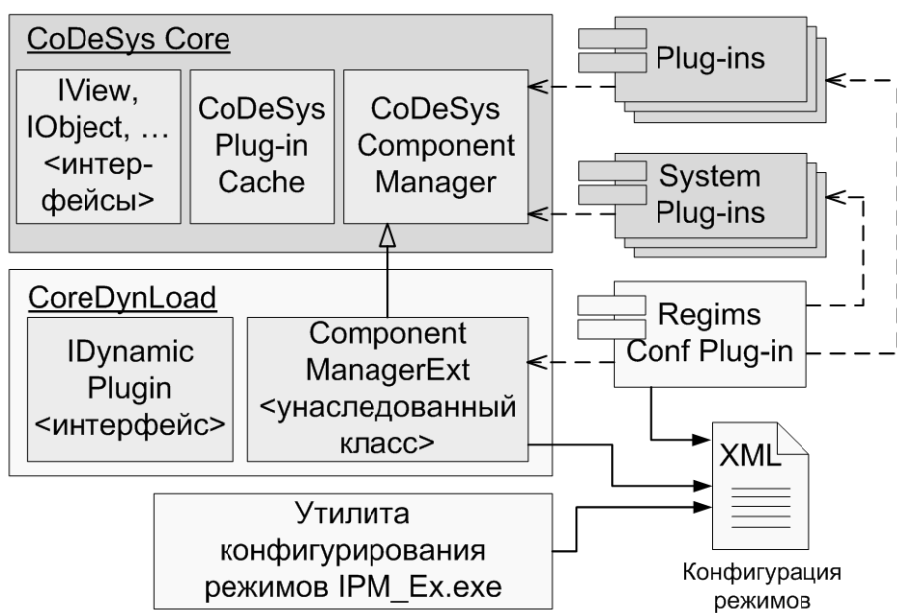 CoDeSys Core
IView,
IObject, …
<интер-
фейсы>
CoDeSys
Plug-in
Cache
CoDeSys
Component
Manager
Plug-ins
System
Plug-ins
CoreDynLoad
IDynamic
Plugin
<интерфейс>
Component
ManagerExt
<унаследованный
класс>
Regims
Conf Plug-in
XML
Утилита
конфигурирования
режимов IPM_Ex.exe
Конфигурация
режимов